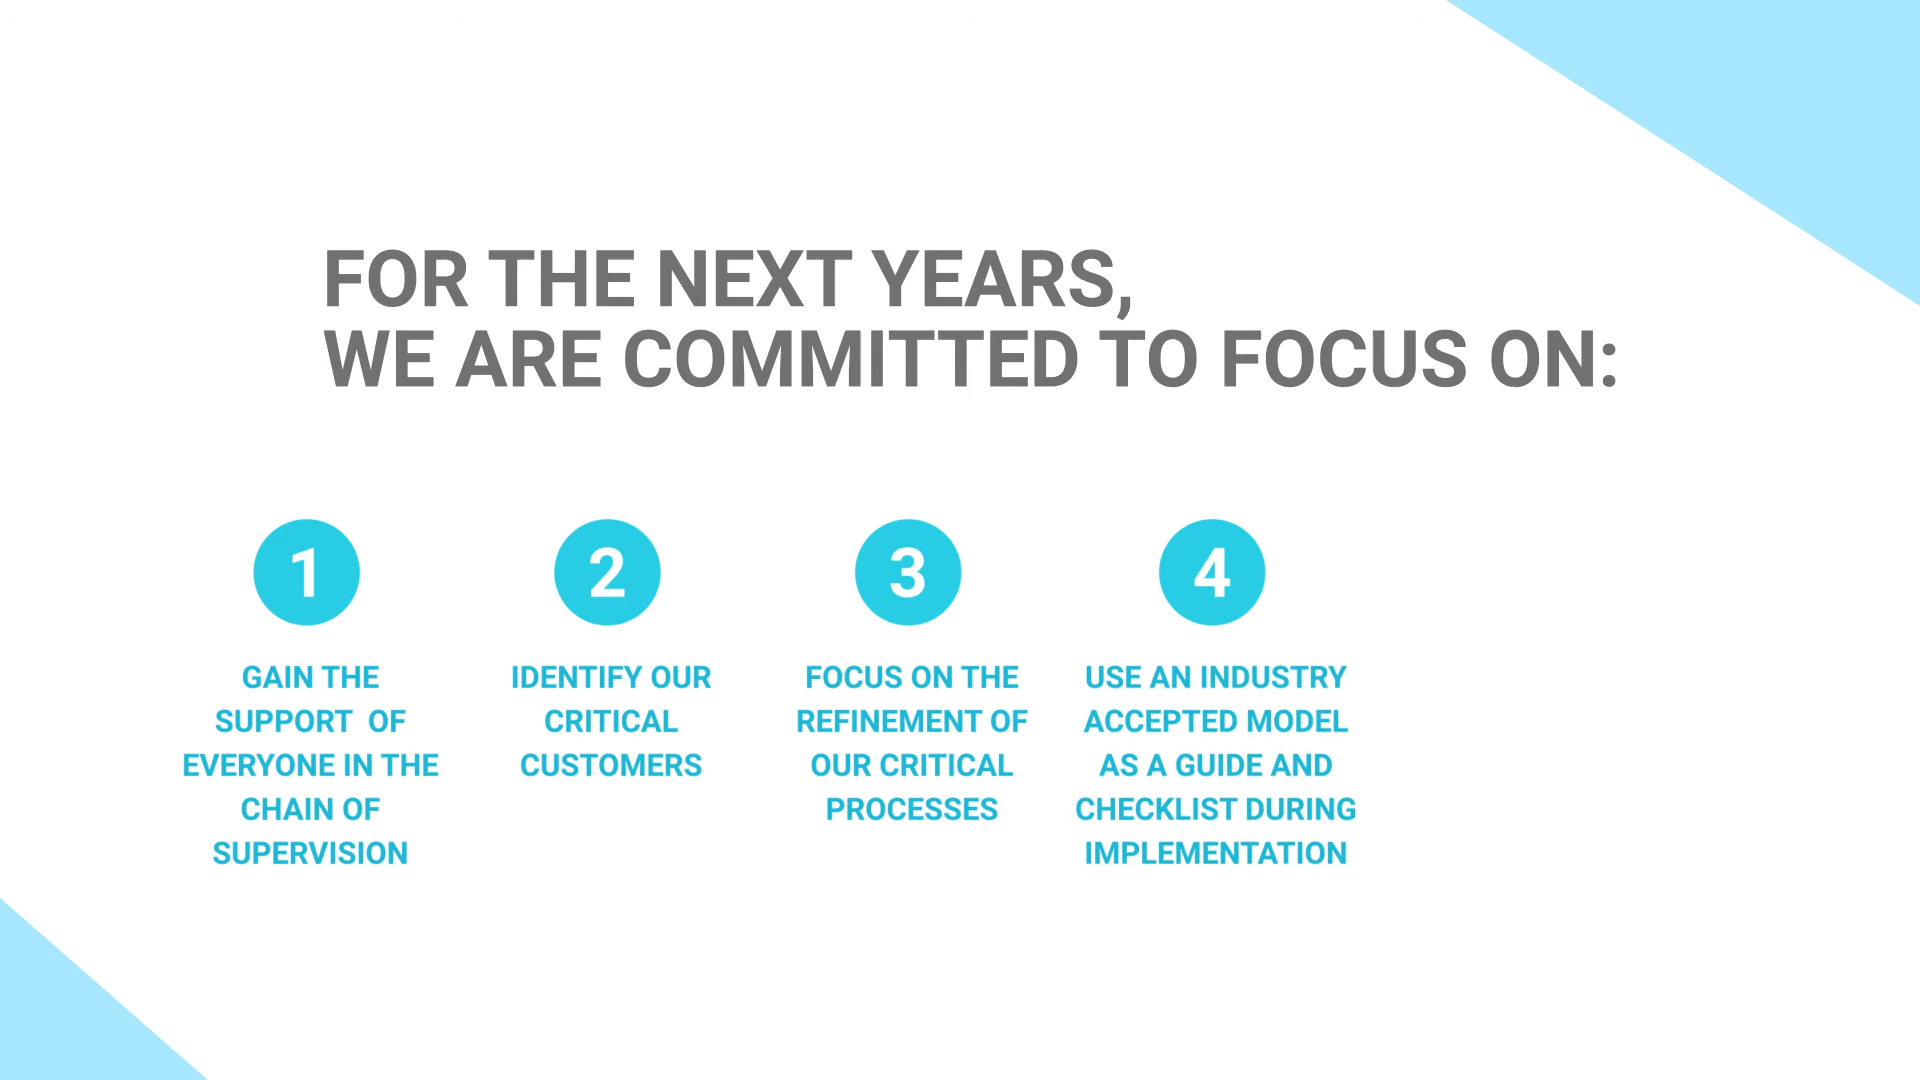 FOR THE NEXT YEARS,
WE ARE COMMITTED TO FOCUS ON:
1
GAIN THE
SUPPORT  OF
EVERYONE IN THE
CHAIN OF
SUPERVISION
2
IDENTIFY OUR
CRITICAL
CUSTOMERS
3
FOCUS ON THE
REFINEMENT OF
OUR CRITICAL
PROCESSES
4
USE AN INDUSTRY
ACCEPTED MODEL
AS A GUIDE AND
CHECKLIST DURING
IMPLEMENTATION